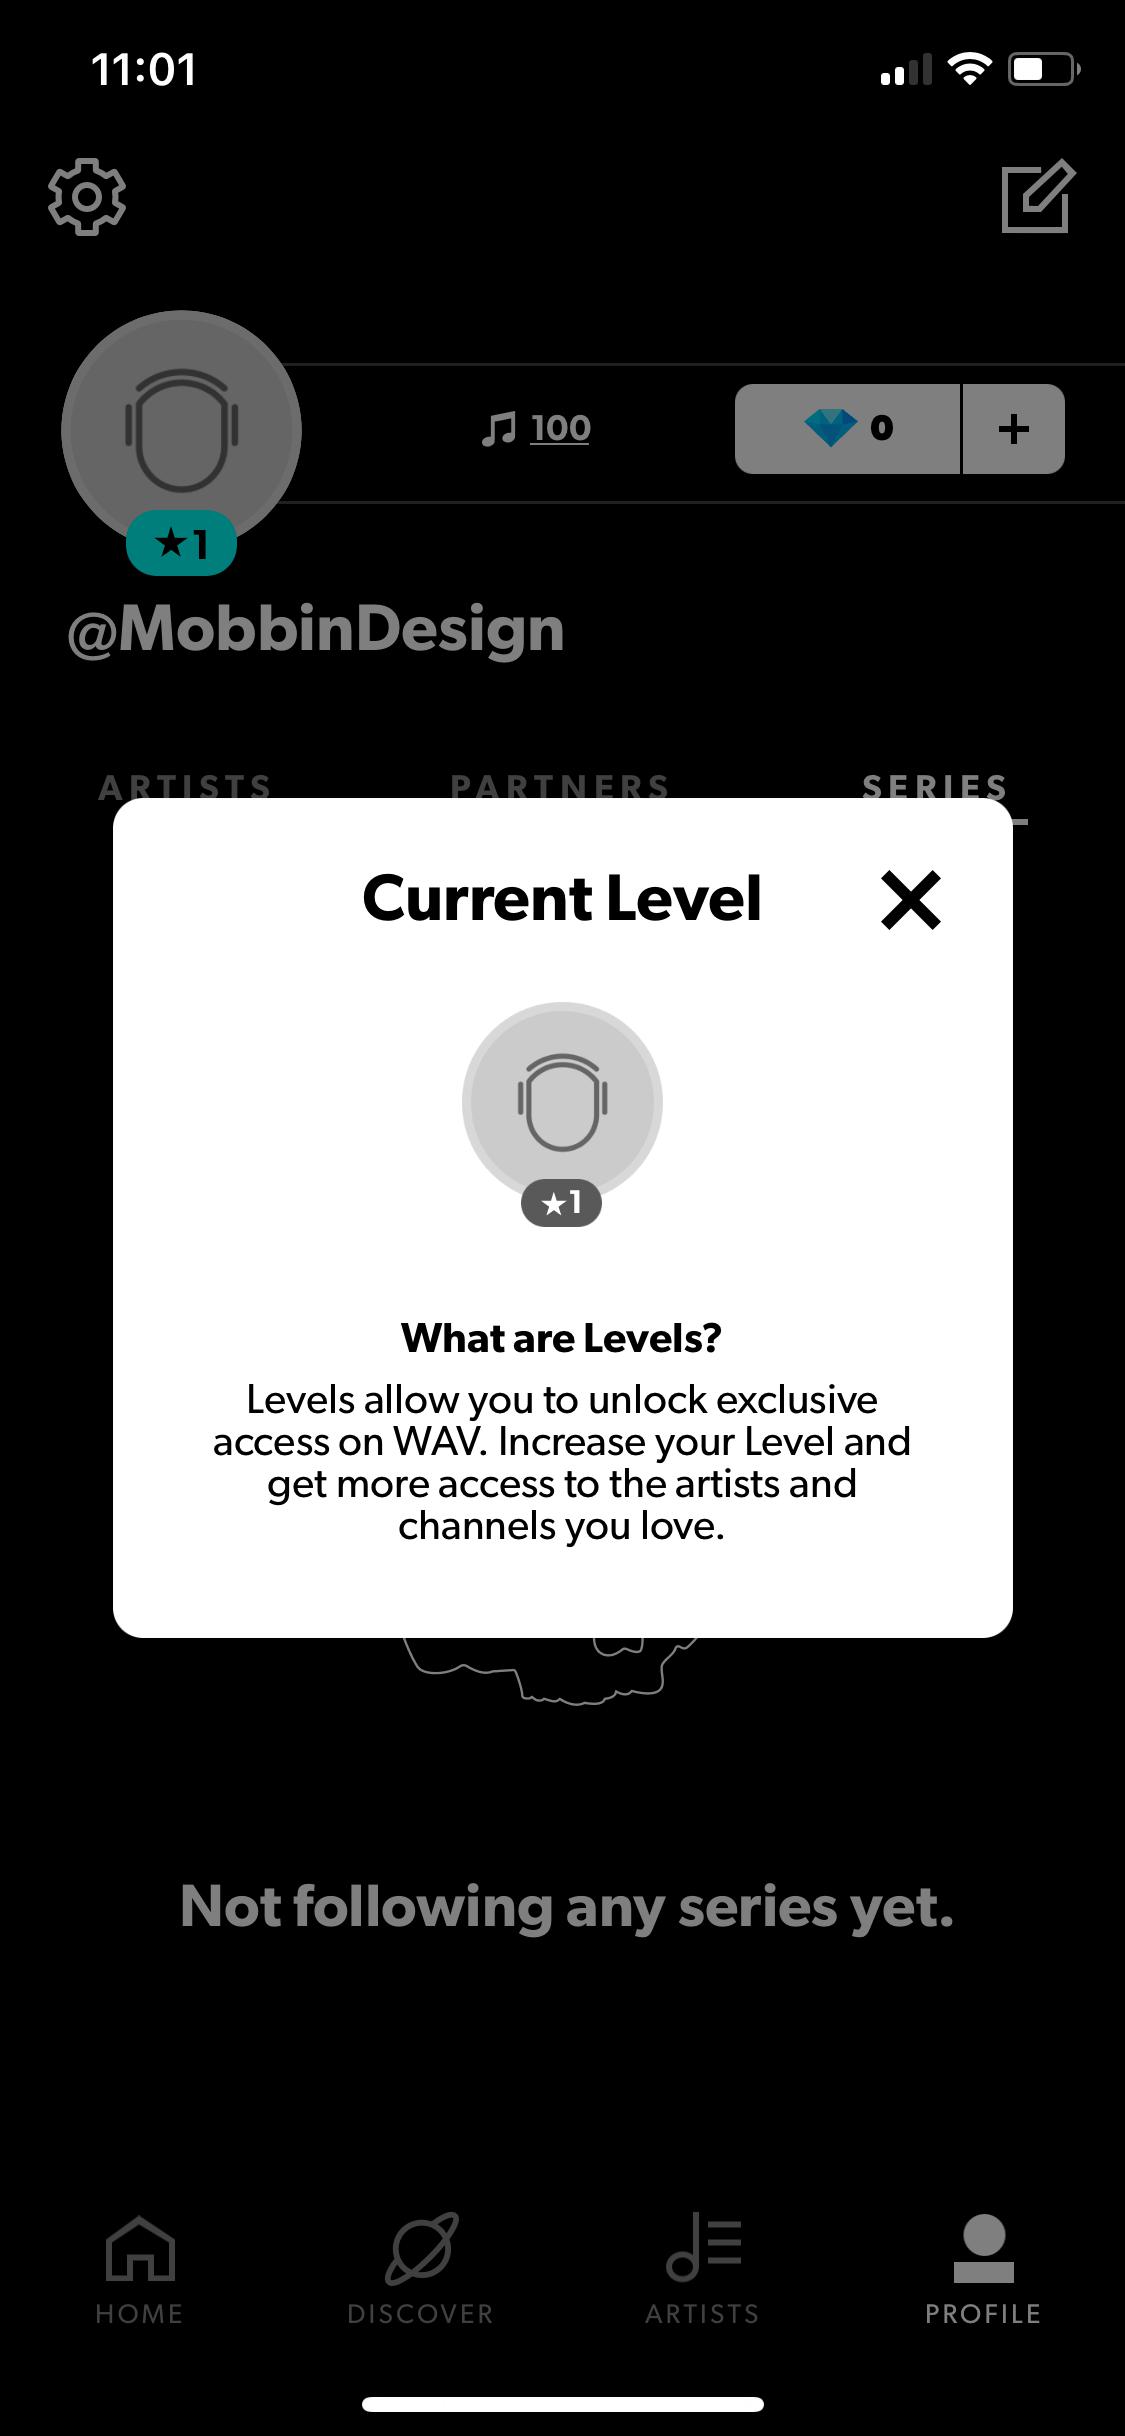 11:01
100
0
+
★1
@MobbinDesign
ARTISTS
PARTNERS
SERIES
Current Level
★1
What are Levels?
Levels allow you to unlock exclusive
access on WAV. Increase your Level and
get more access to the artists and
channels you love.
Not following any series yet.
HOME
DISCOVER
ARTISTS
PROFILE